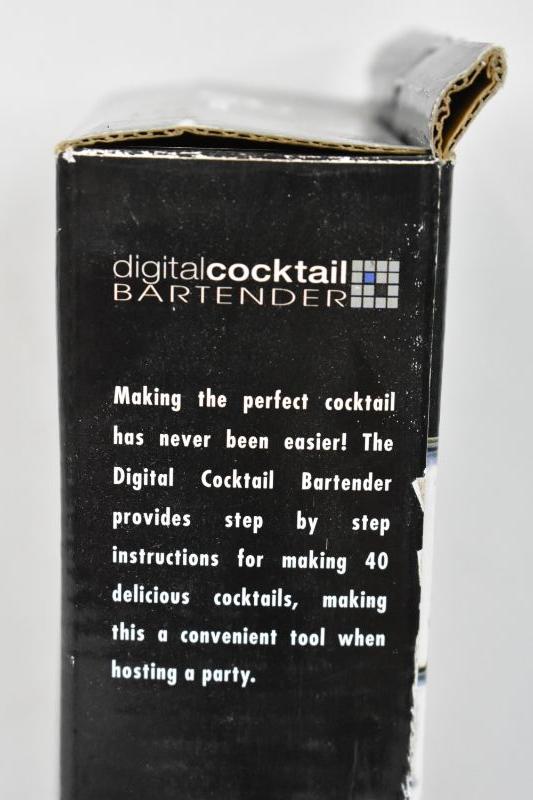 digitalcocktail
BARTENDER
Making the perfect cocktail
has never been easier! The
Digital Cocktail Bartender
provides step by step
instructions for making 40
delicious cocktails, making
this a convenient tool when
hosting a party.